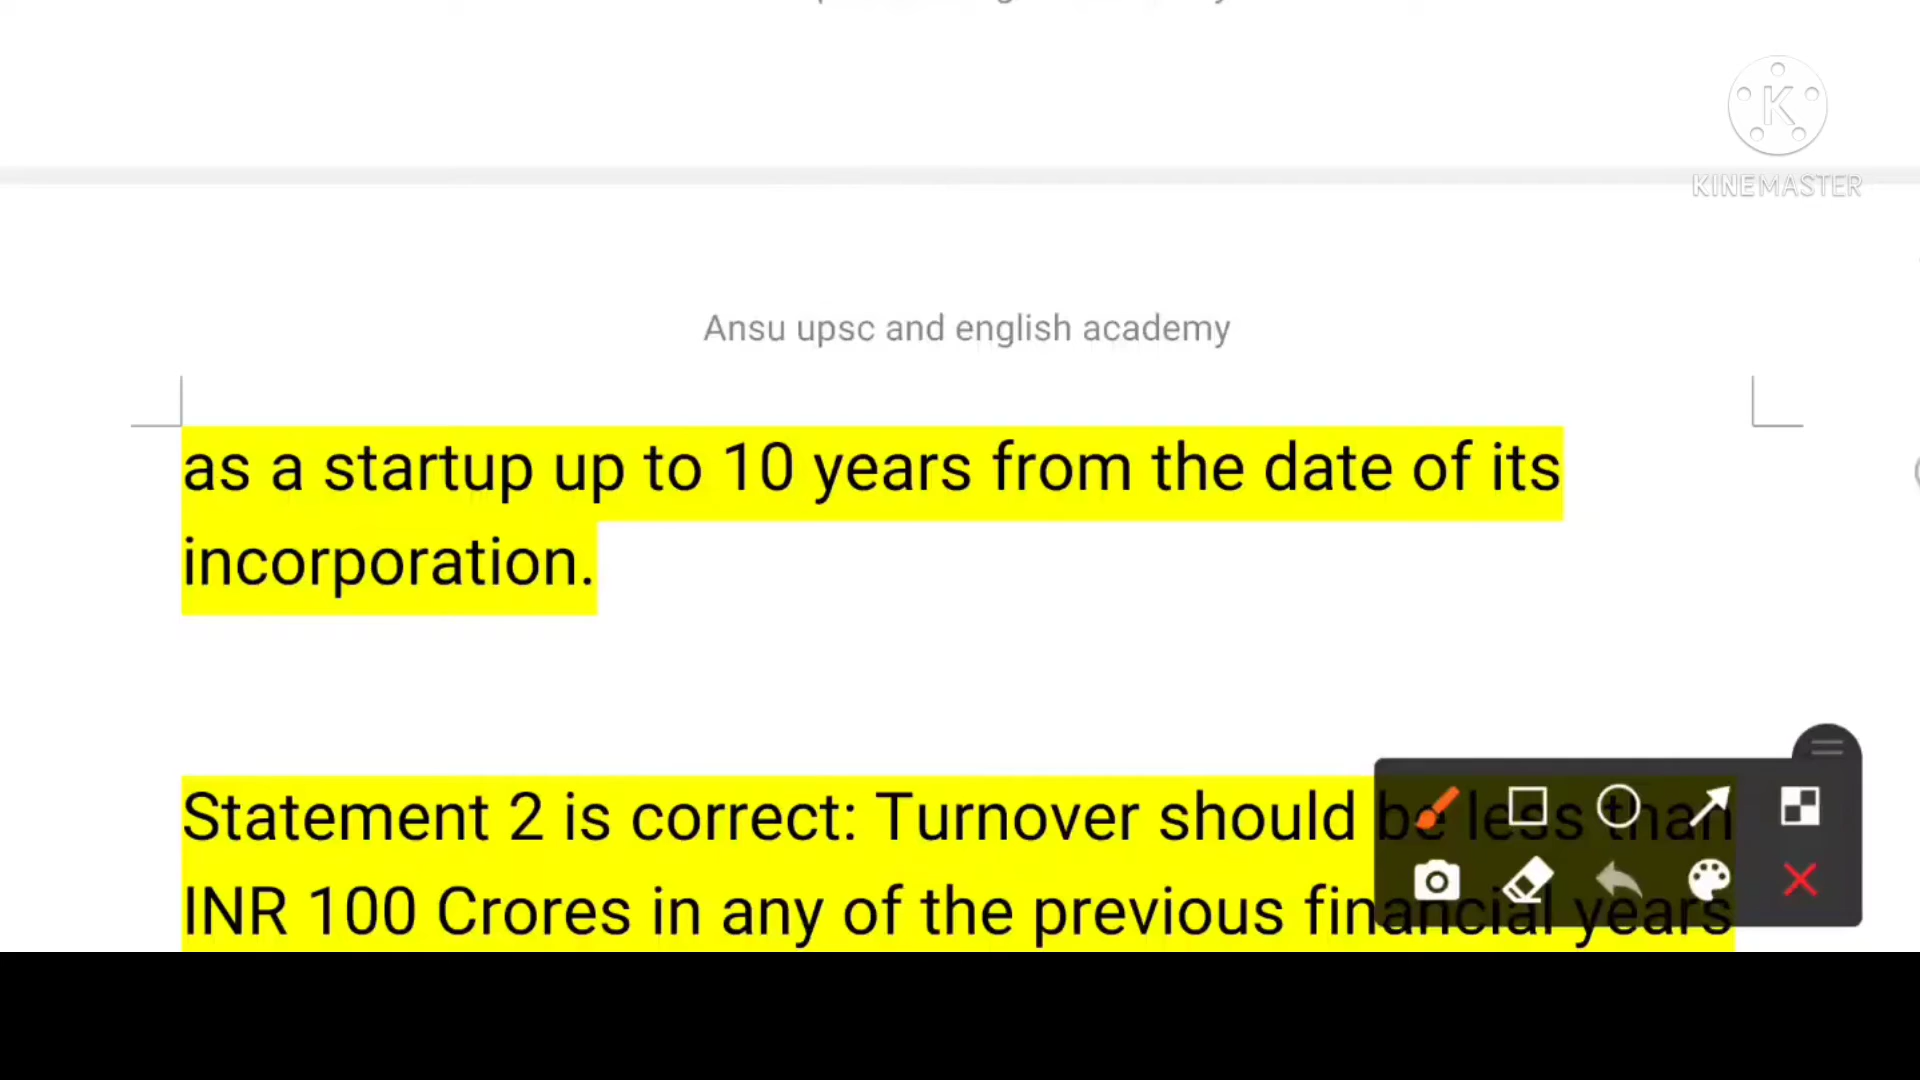 KINEMASTER
Ansu upsc and english academy
as a startup up to 10 years from the date of its
incorporation.
Statement 2 is correct: Turnover should be less than
INR 100 Crores in any of the previous financial years